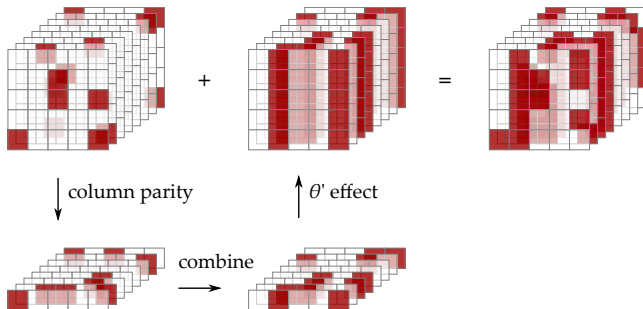 +
=
column parity
θ' effect
combine